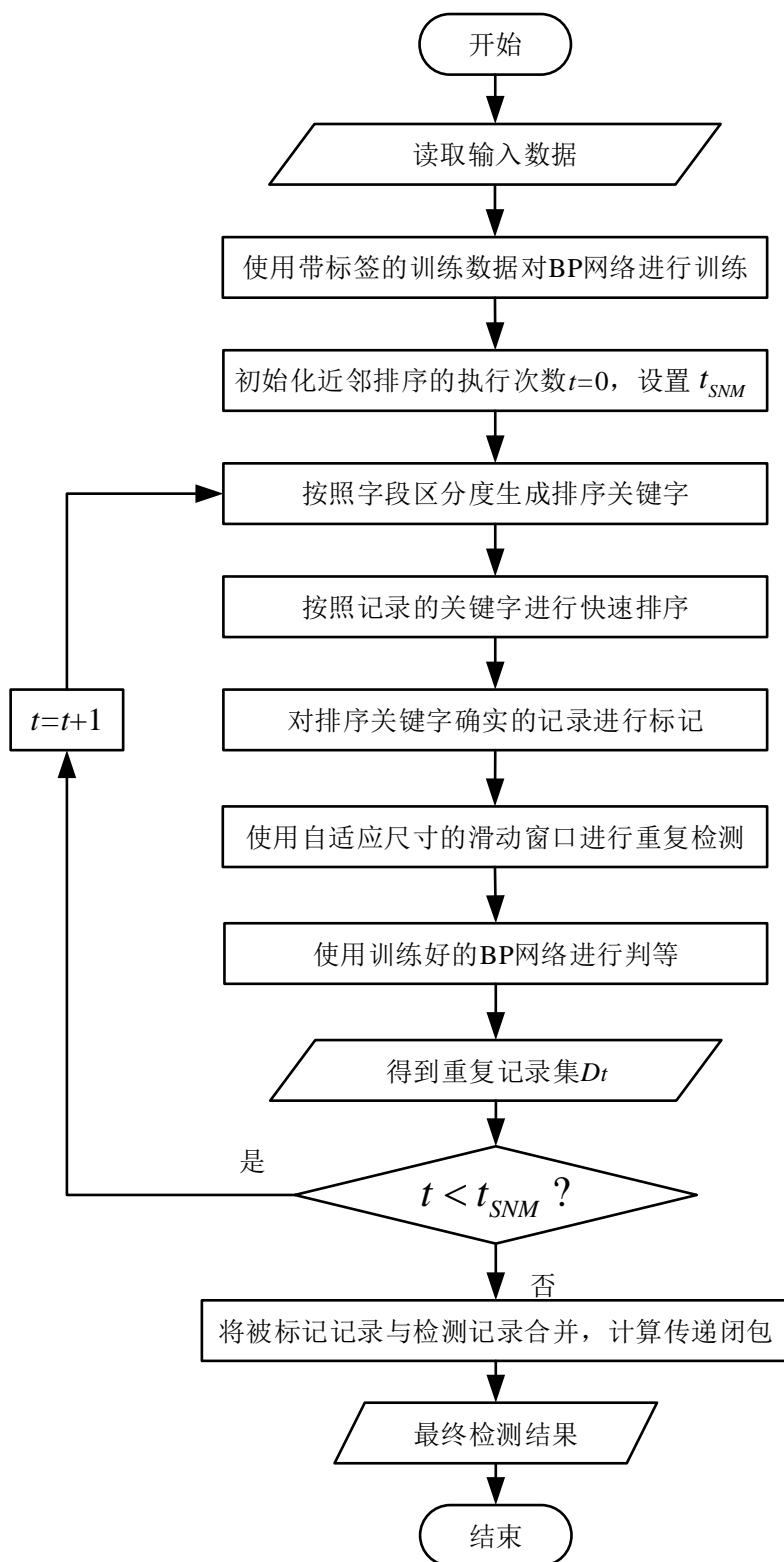 开始
读取输入数据
使用带标签的训练数据对BP网络进行训练
初始化近邻排序的执行次数t=0，设置 t_{SNM}
按照字段区分度生成排序关键字
按照记录的关键字进行快速排序
t=t+1
对排序关键字确实的记录进行标记
使用自适应尺寸的滑动窗口进行重复检测
使用训练好的BP网络进行判等
得到重复记录集Dt
是
t < t_{SNM} ?
否
将被标记记录与检测记录合并，计算传递闭包
最终检测结果
结束